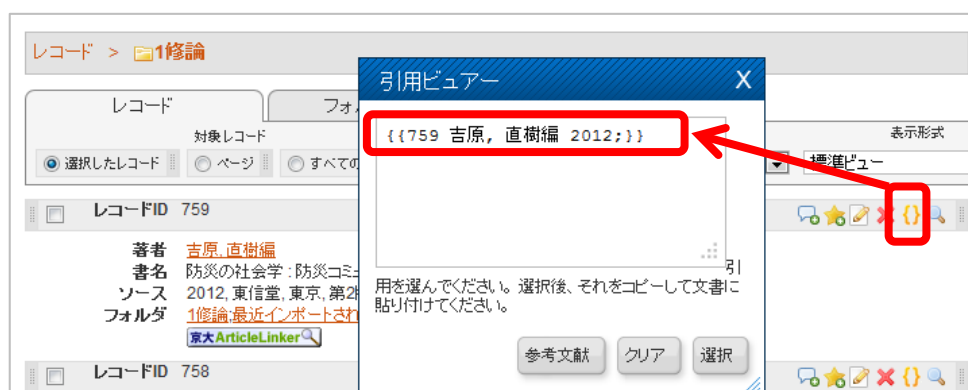 レコード > 1修論
引用ビュアー X
レコード
フォ
対象レコード
表示形式
選択したレコード
ページ
すべての
標準ビュー
{{759 吉原, 直樹編 2012;}}
レコードID 759
著者 吉原, 直樹編
書名 防災の社会学 : 防災コミュ
ソース 2012, 東信堂, 東京, 第2
フォルダ 1修論;最近インポートされ
京大ArticleLinker
引
用を選んでください。選択後、それをコピーして文書に
貼り付けてください。
参考文献 クリア 選択
レコードID 758